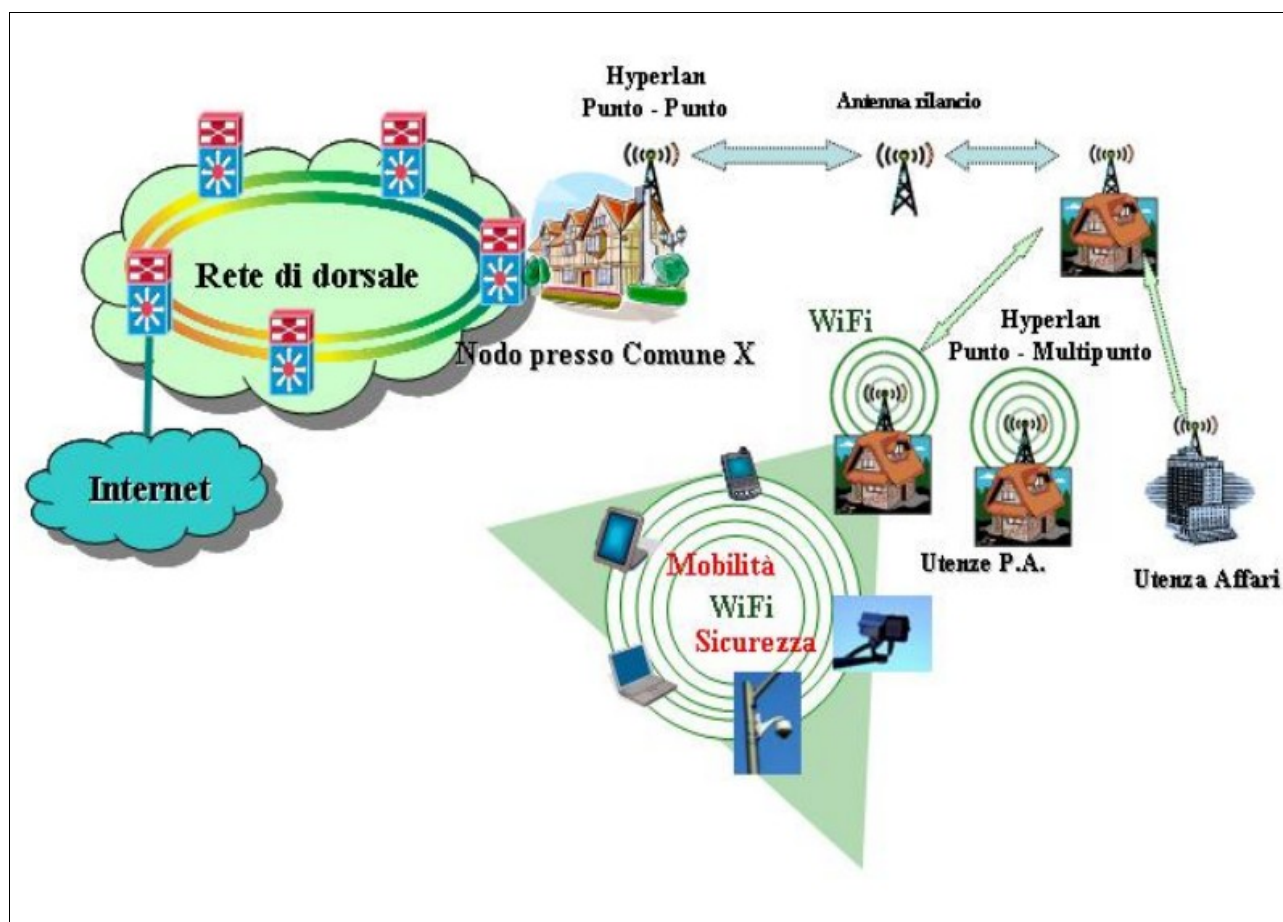 Hyperlan
Punto - Punto
Antenna rilancio
Rete di dorsale
Nodo presso Comune X
WiFi
Hyperlan
Punto - Multipunto
Internet
Utenze P.A.
Utenza Affari
Mobilità
WiFi
Sicurezza